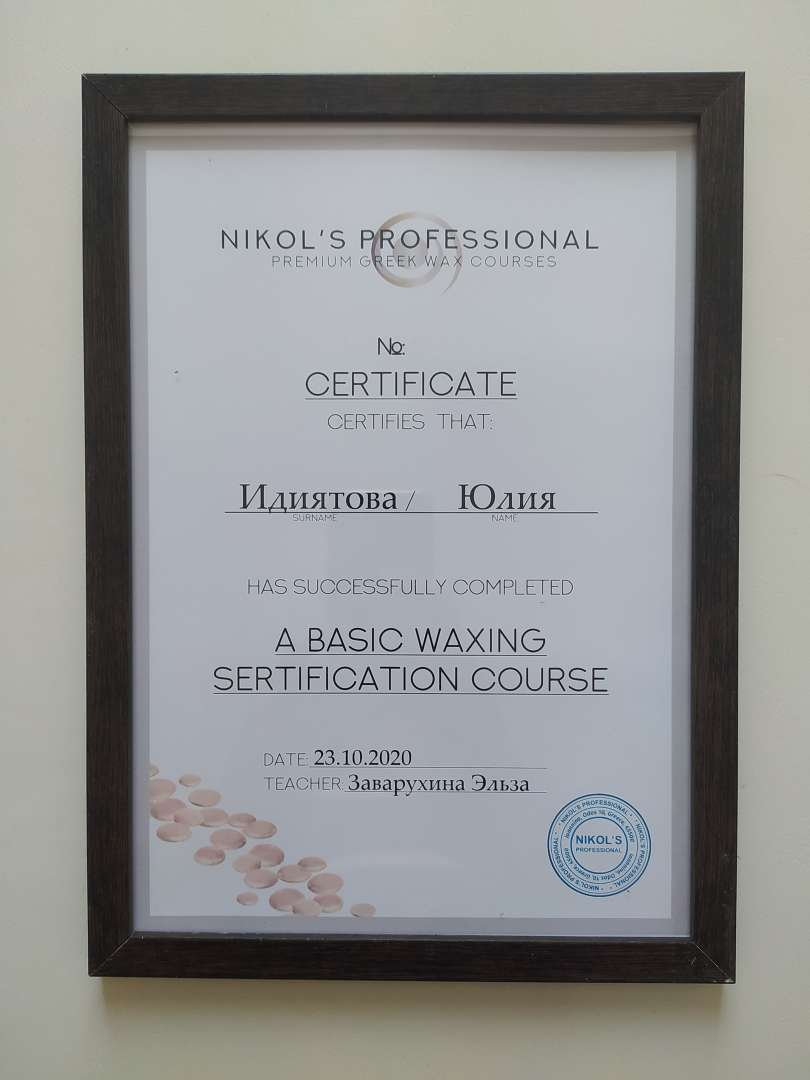 NIKOL'S PROFESSIONAL
PREMIUM GREEK WAX COURSES
№:
CERTIFICATE
CERTIFIES THAT:
Идиятова / Юлия
SURNAME NAME
HAS SUCCESSFULLY COMPLETED
A BASIC WAXING
SERTIFICATION COURSE
DATE: 23.10.2020
TEACHER: Заварухина Эльза
NIKOL'S PROFESSIONAL
NIKOL'S
PROFESSIONAL